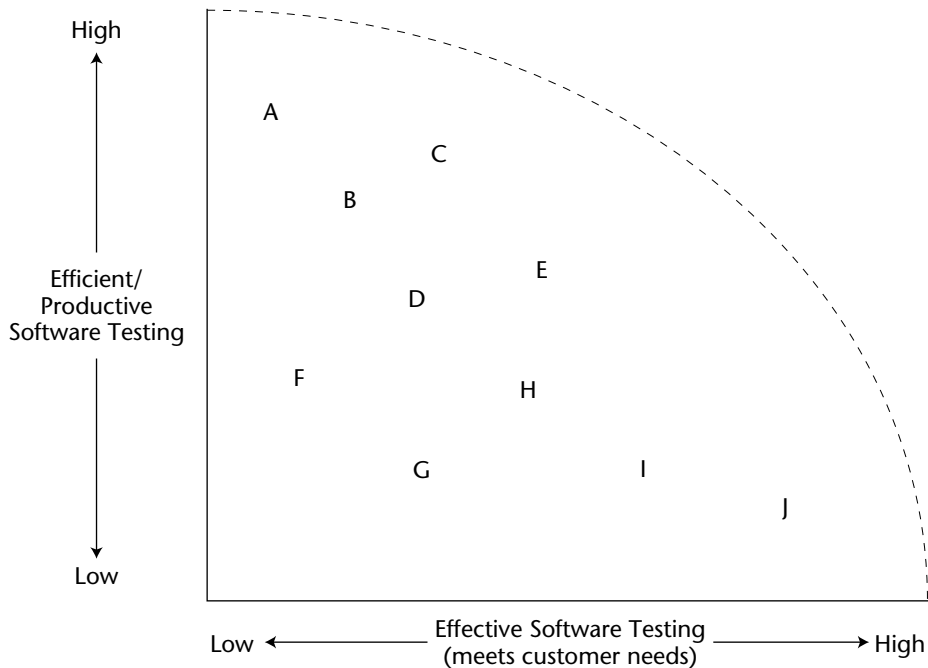 High
A
C
B
E
Efficient/
Productive
Software Testing
D
F
H
G
I
J
Low
Low
Effective Software Testing
(meets customer needs)
High